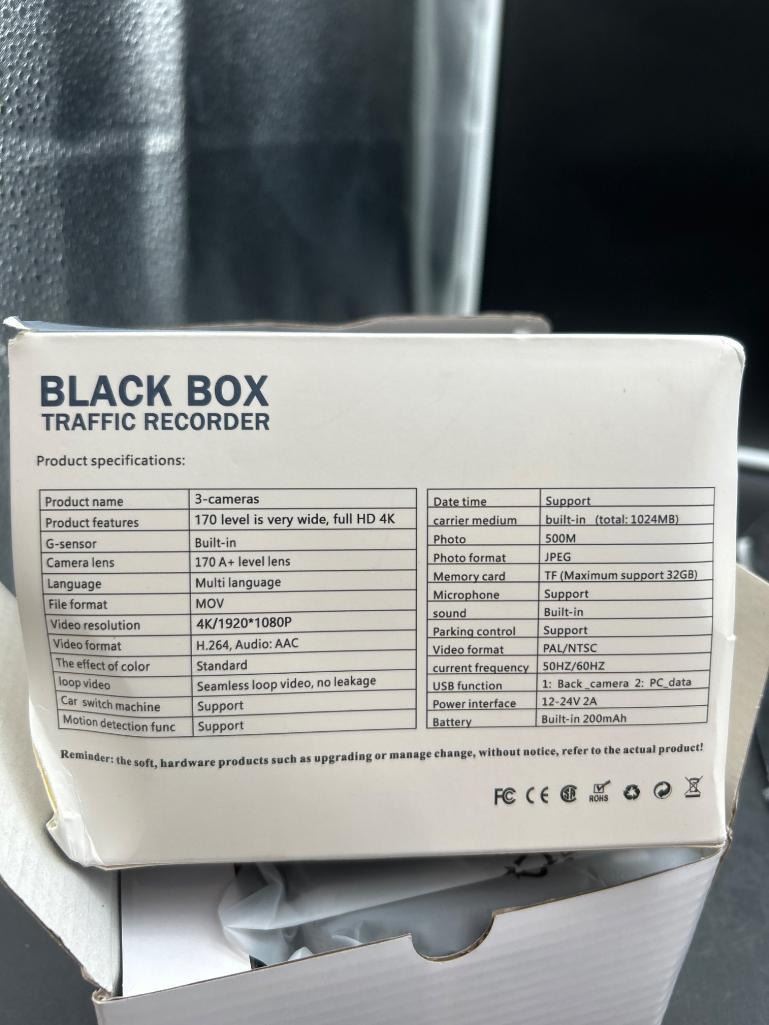 BLACK BOX
TRAFFIC RECORDER
Product specifications:
Product name 3-cameras
Product features 170 level is very wide, full HD 4K
G-sensor Built-in
Camera lens 170 A+ level lens
Language Multi language
File format MOV
Video resolution 4K/1920*1080P
Video format H.264, Audio: AAC
The effect of color Standard
loop video Seamless loop video, no leakage
Car switch machine Support
Motion detection func Support
Date time Support
carrier medium built-in (total: 1024MB)
Photo 500M
Photo format JPEG
Memory card TF (Maximum support 32GB)
Microphone Support
sound Built-in
Parking control Support
Video format PAL/NTSC
current frequency 50HZ/60HZ
USB function 1: Back_camera 2: PC_data
Power interface 12-24V 2A
Battery Built-in 200mAh
Reminder: the soft, hardware products such as upgrading or manage change, without notice, refer to the actual product!
FC CE ROHS